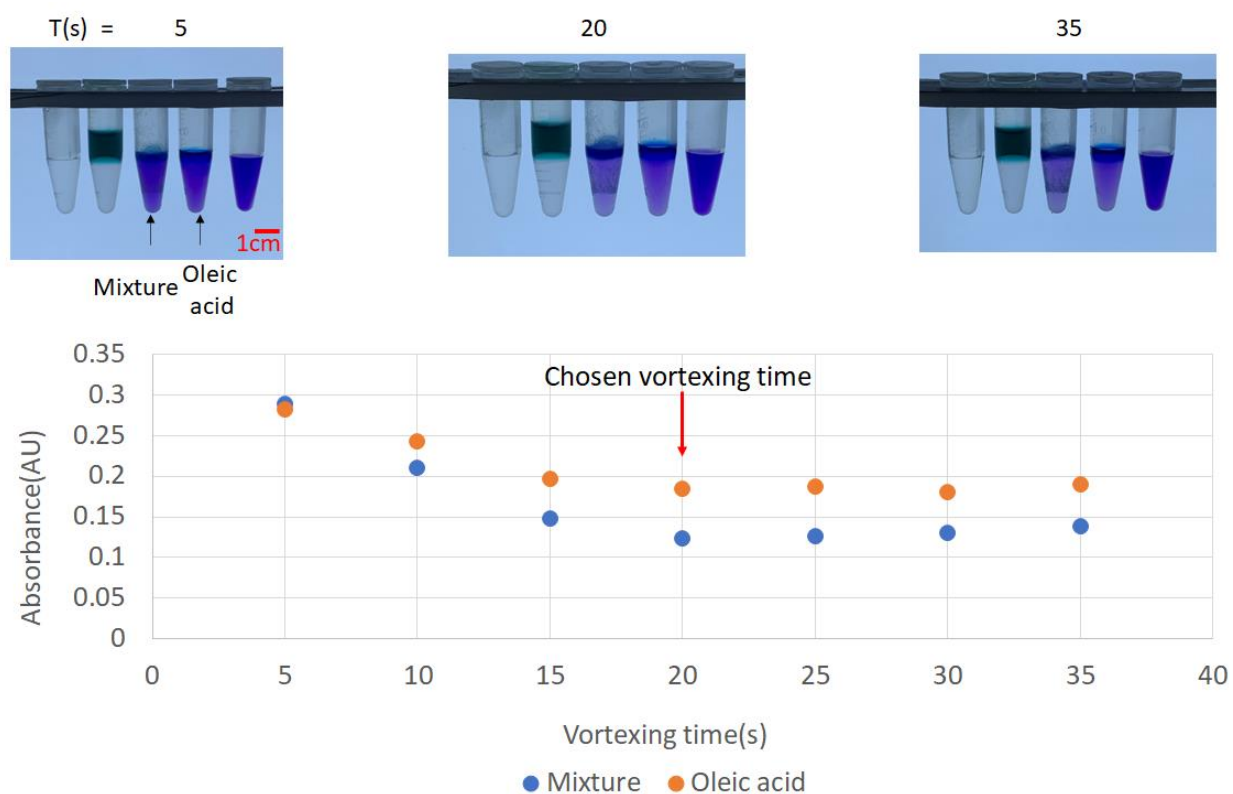 T(s) = 5 20 35
1cm
Mixture Oleic
acid
0.35
0.3
0.25
0.2
0.15
0.1
0.05
0
Absorbance(AU)
Chosen vortexing time
0 5 10 15 20 25 30 35 40
Vortexing time(s)
Mixture Oleic acid